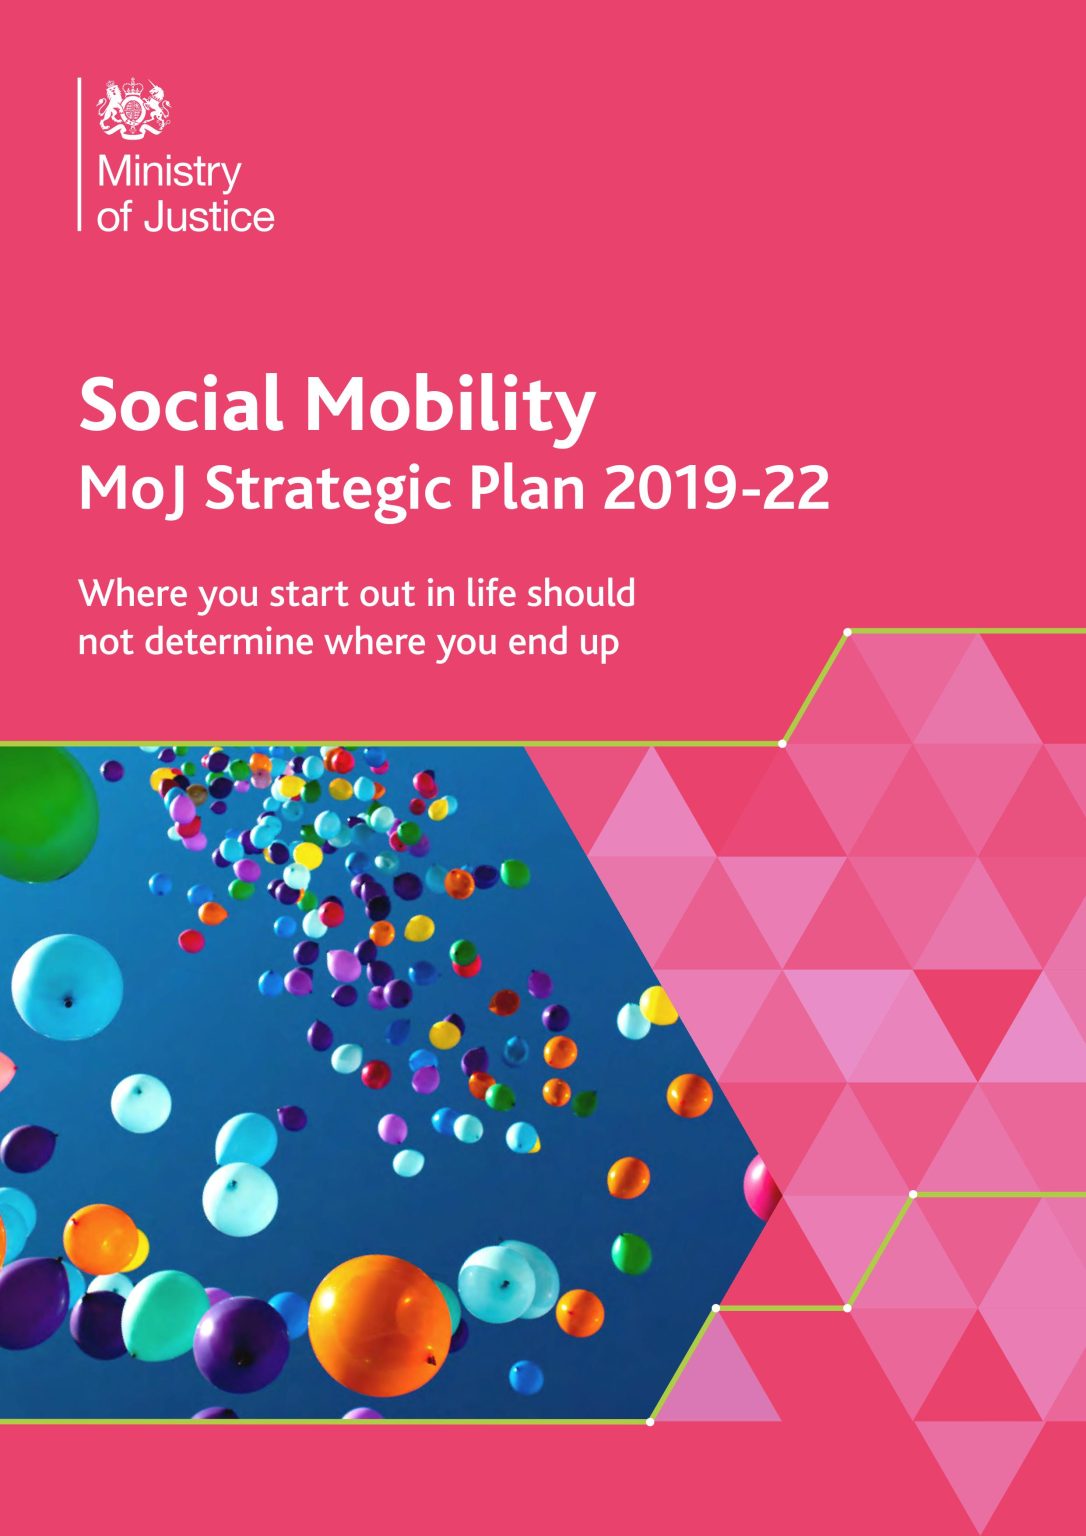 Ministry
of Justice
Social Mobility
MoJ Strategic Plan 2019-22
Where you start out in life should
not determine where you end up